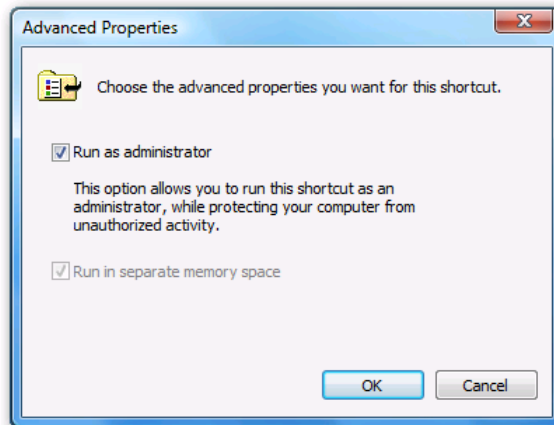 Advanced Properties
Choose the advanced properties you want for this shortcut.
Run as administrator
This option allows you to run this shortcut as an
administrator, while protecting your computer from
unauthorized activity.
Run in separate memory space
OK Cancel